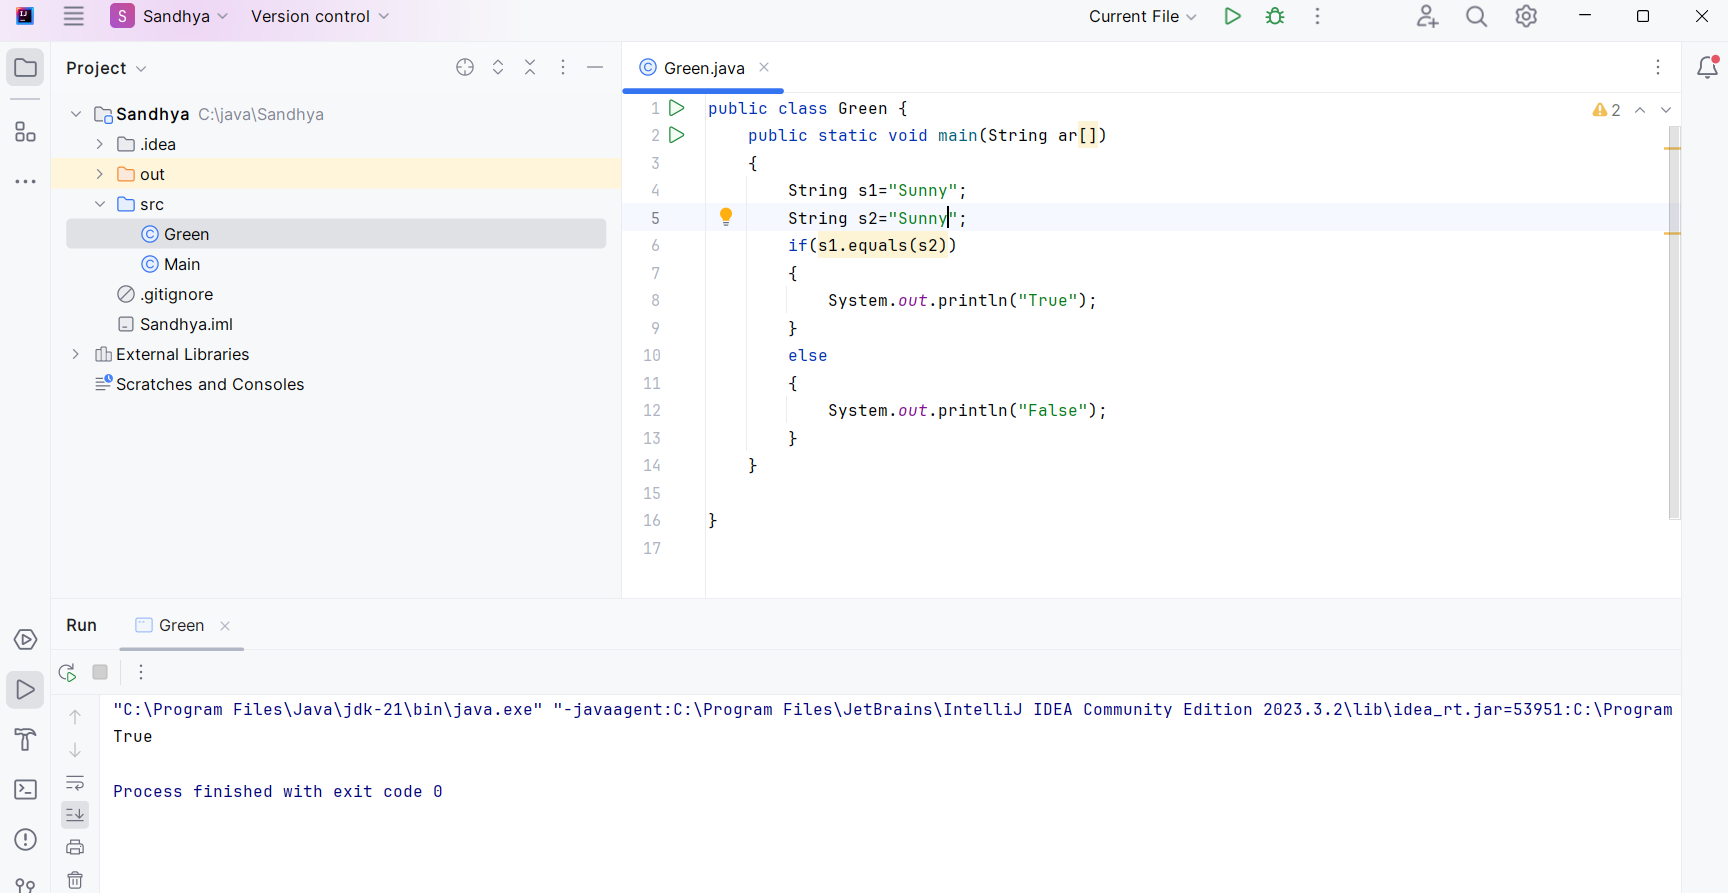 S Sandhya Version control Current File
Project
Green.java
Sandhya C:\java\Sandhya
.idea
out
src
Green
Main
.gitignore
Sandhya.iml
External Libraries
Scratches and Consoles
2
1 public class Green {
2 public static void main(String ar[])
3 {
4 String s1="Sunny";
5 String s2="Sunny";
6 if(s1.equals(s2))
7 {
8 System.out.println("True");
9 }
10 else
11 {
12 System.out.println("False");
13 }
14 }
15
16 }
17
Run Green
"C:\Program Files\Java\jdk-21\bin\java.exe" "-javaagent:C:\Program Files\JetBrains\IntelliJ IDEA Community Edition 2023.3.2\lib\idea_rt.jar=53951:C:\Program
True
Process finished with exit code 0